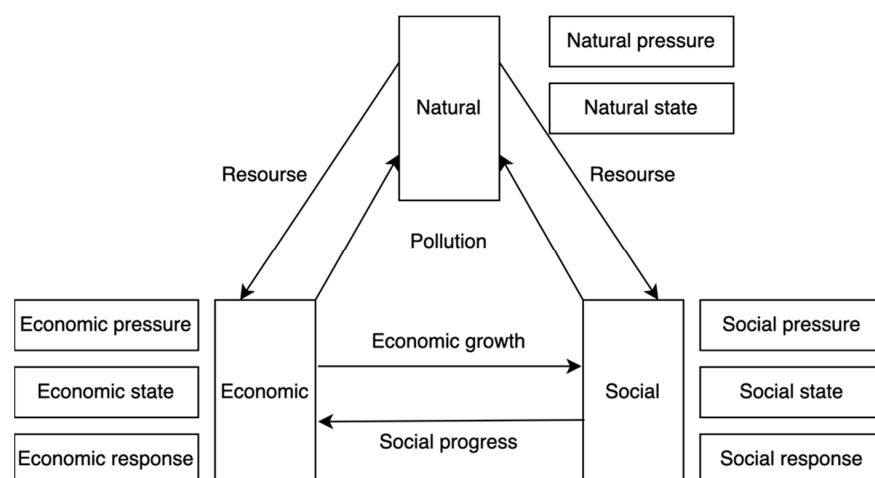 Natural pressure
Natural
Natural state
Resourse
Resourse
Pollution
Economic pressure
Social pressure
Economic growth
Economic state
Economic
Social
Social state
Social progress
Economic response
Social response